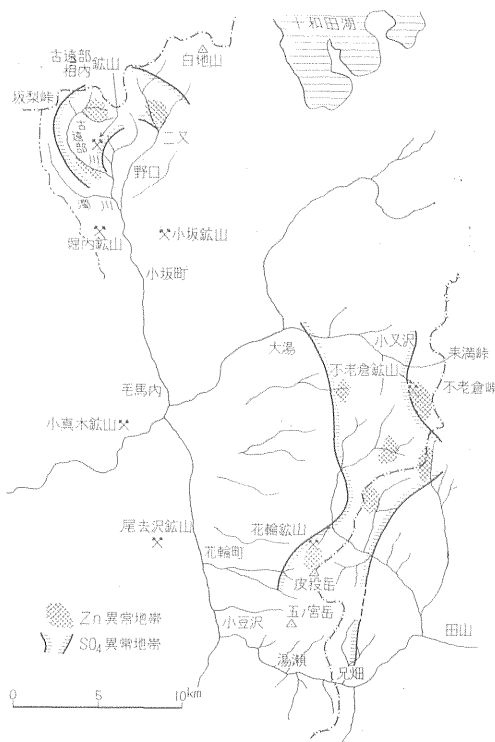 十和田湖
白地山
古遠部鉱山
相内
坂梨峠
古遠部川
二又
野口
濁川
堀内鉱山
小坂鉱山
小坂町
小又沢
大湯
来満峠
不老倉鉱山
不老倉峠
毛馬内
小真木鉱山
尾去沢鉱山
花輪鉱山
花輪町
皮投岳
小豆沢
五ノ宮岳
田山
湯瀬
兄畑
Zn 異常地帯
SO₄ 異常地帯
0 5 10km